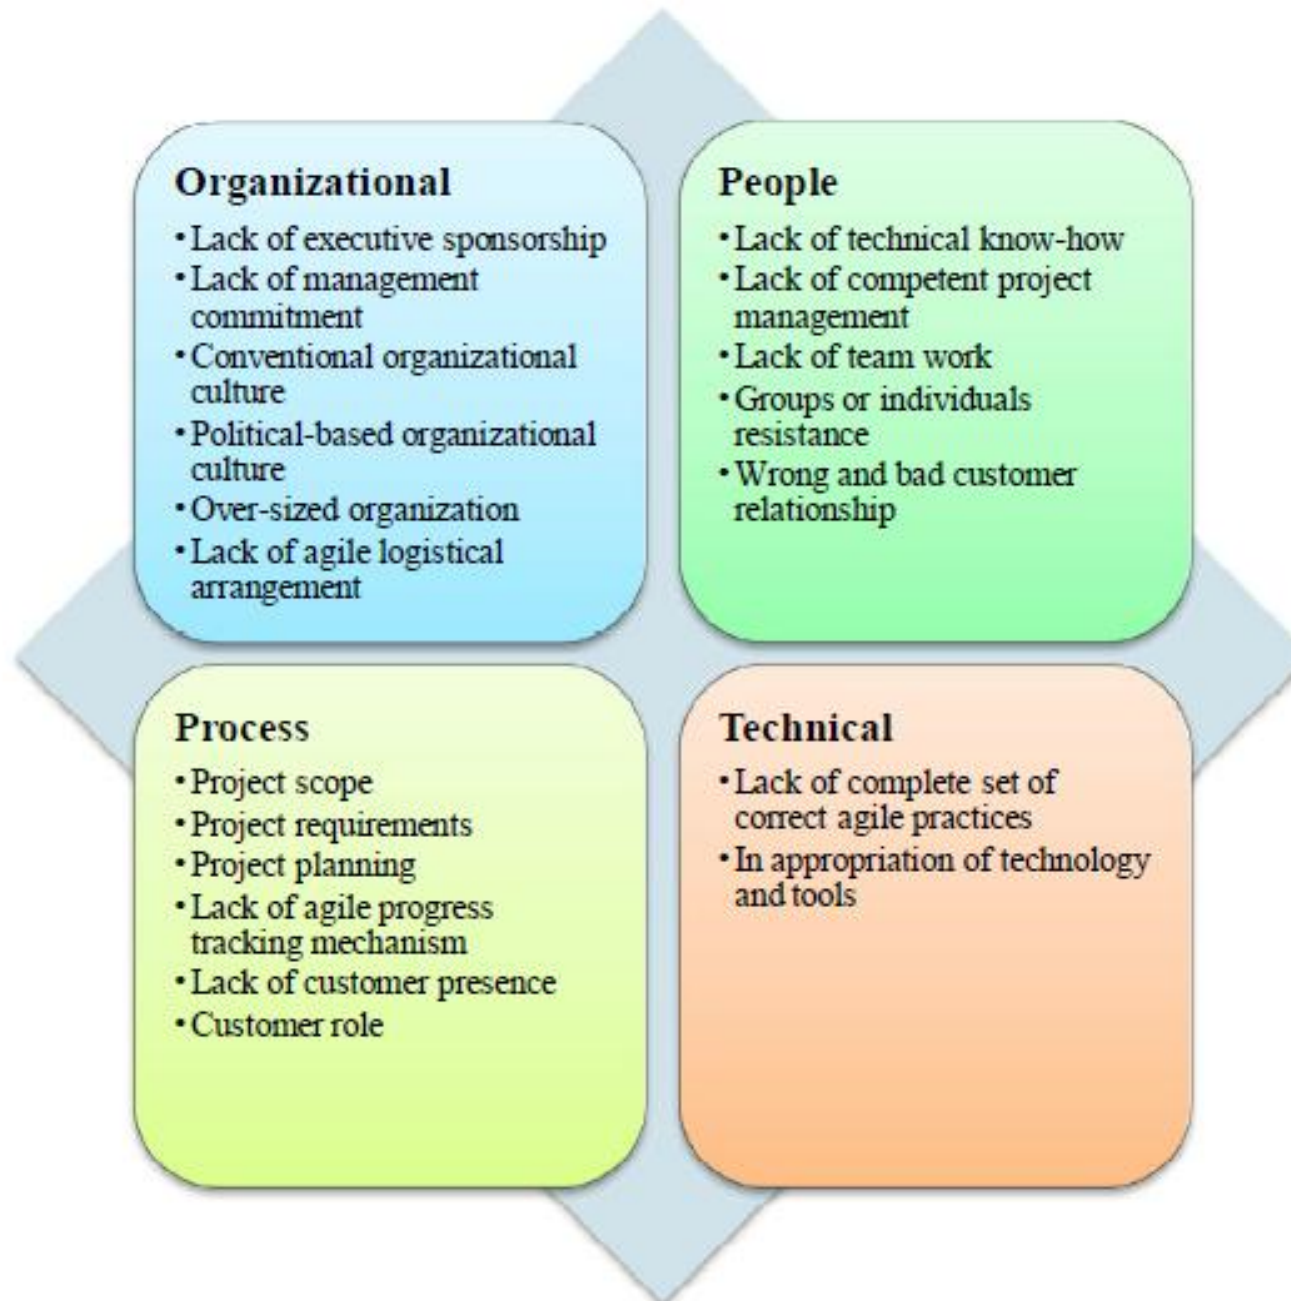 Organizational
•Lack of executive sponsorship
•Lack of management
commitment
•Conventional organizational
culture
•Political-based organizational
culture
•Over-sized organization
•Lack of agile logistical
arrangement
People
•Lack of technical know-how
•Lack of competent project
management
•Lack of team work
•Groups or individuals
resistance
•Wrong and bad customer
relationship
Process
•Project scope
•Project requirements
•Project planning
•Lack of agile progress
tracking mechanism
•Lack of customer presence
•Customer role
Technical
•Lack of complete set of
correct agile practices
•In appropriation of technology
and tools